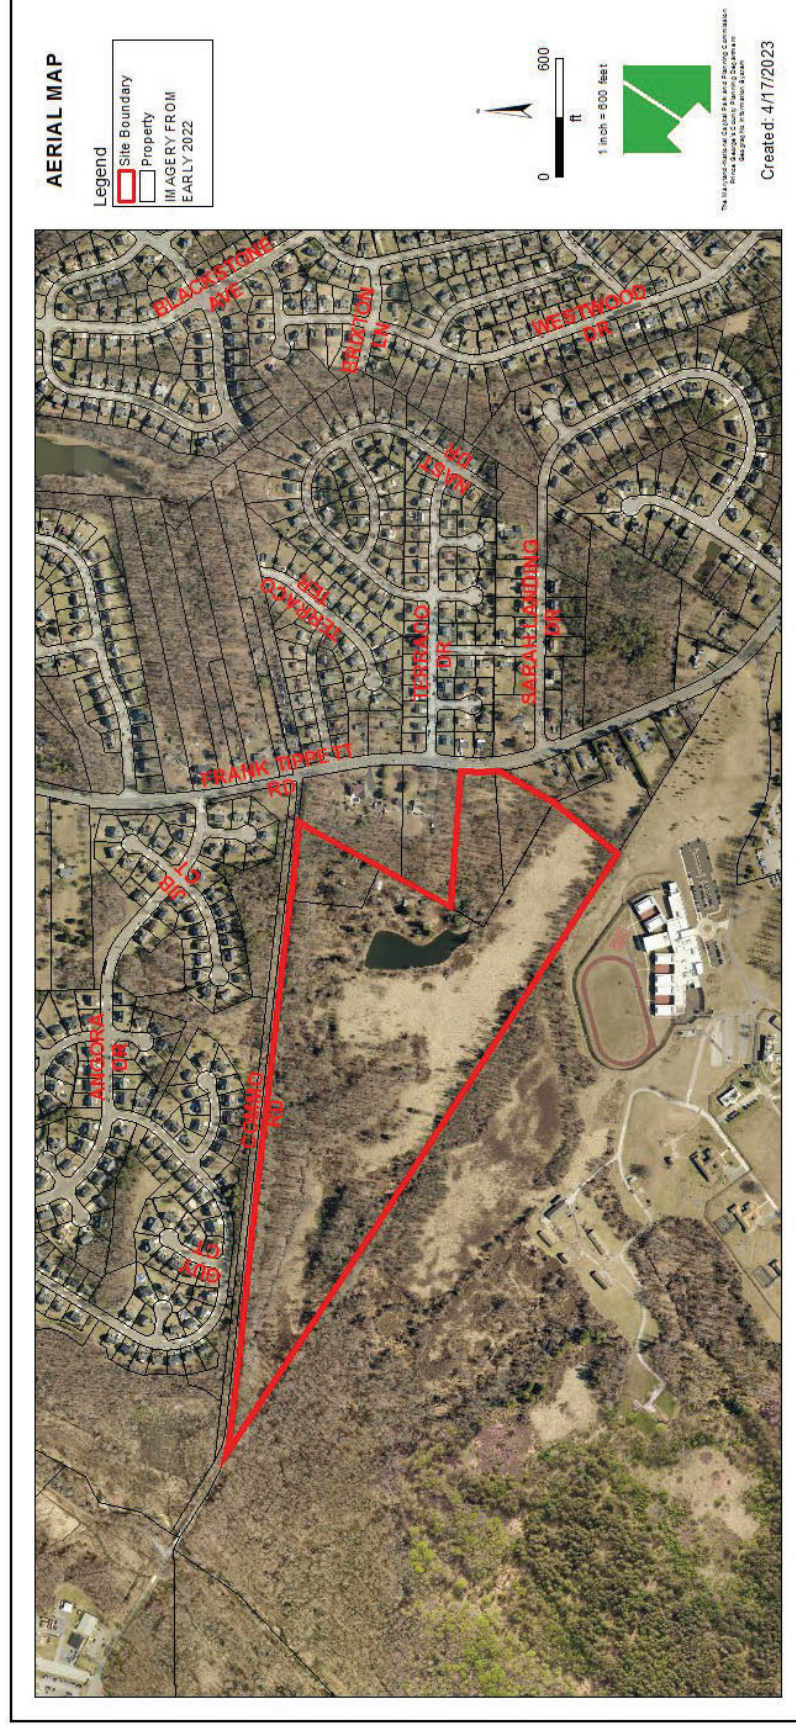 AERIAL MAP
Legend
Site Boundary
Property
IMAGERY FROM
EARLY 2022
N
0
600
ft
1 inch = 600 feet
The Maryland-National Capital Park and Planning Commission
Prince George's County Planning Department
Geographic Information System
Created: 4/17/2023
BLACKSTONE
AVE
BRIXTON
LN
WESTWOOD
DR
NAST
DR
TERRACO
TER
TERRACO
DR
SARAH LANDING
DR
FRANK TIPPETT
RD
JIB
CT
ANGORA
DR
COMMO
RD
GUY
CT